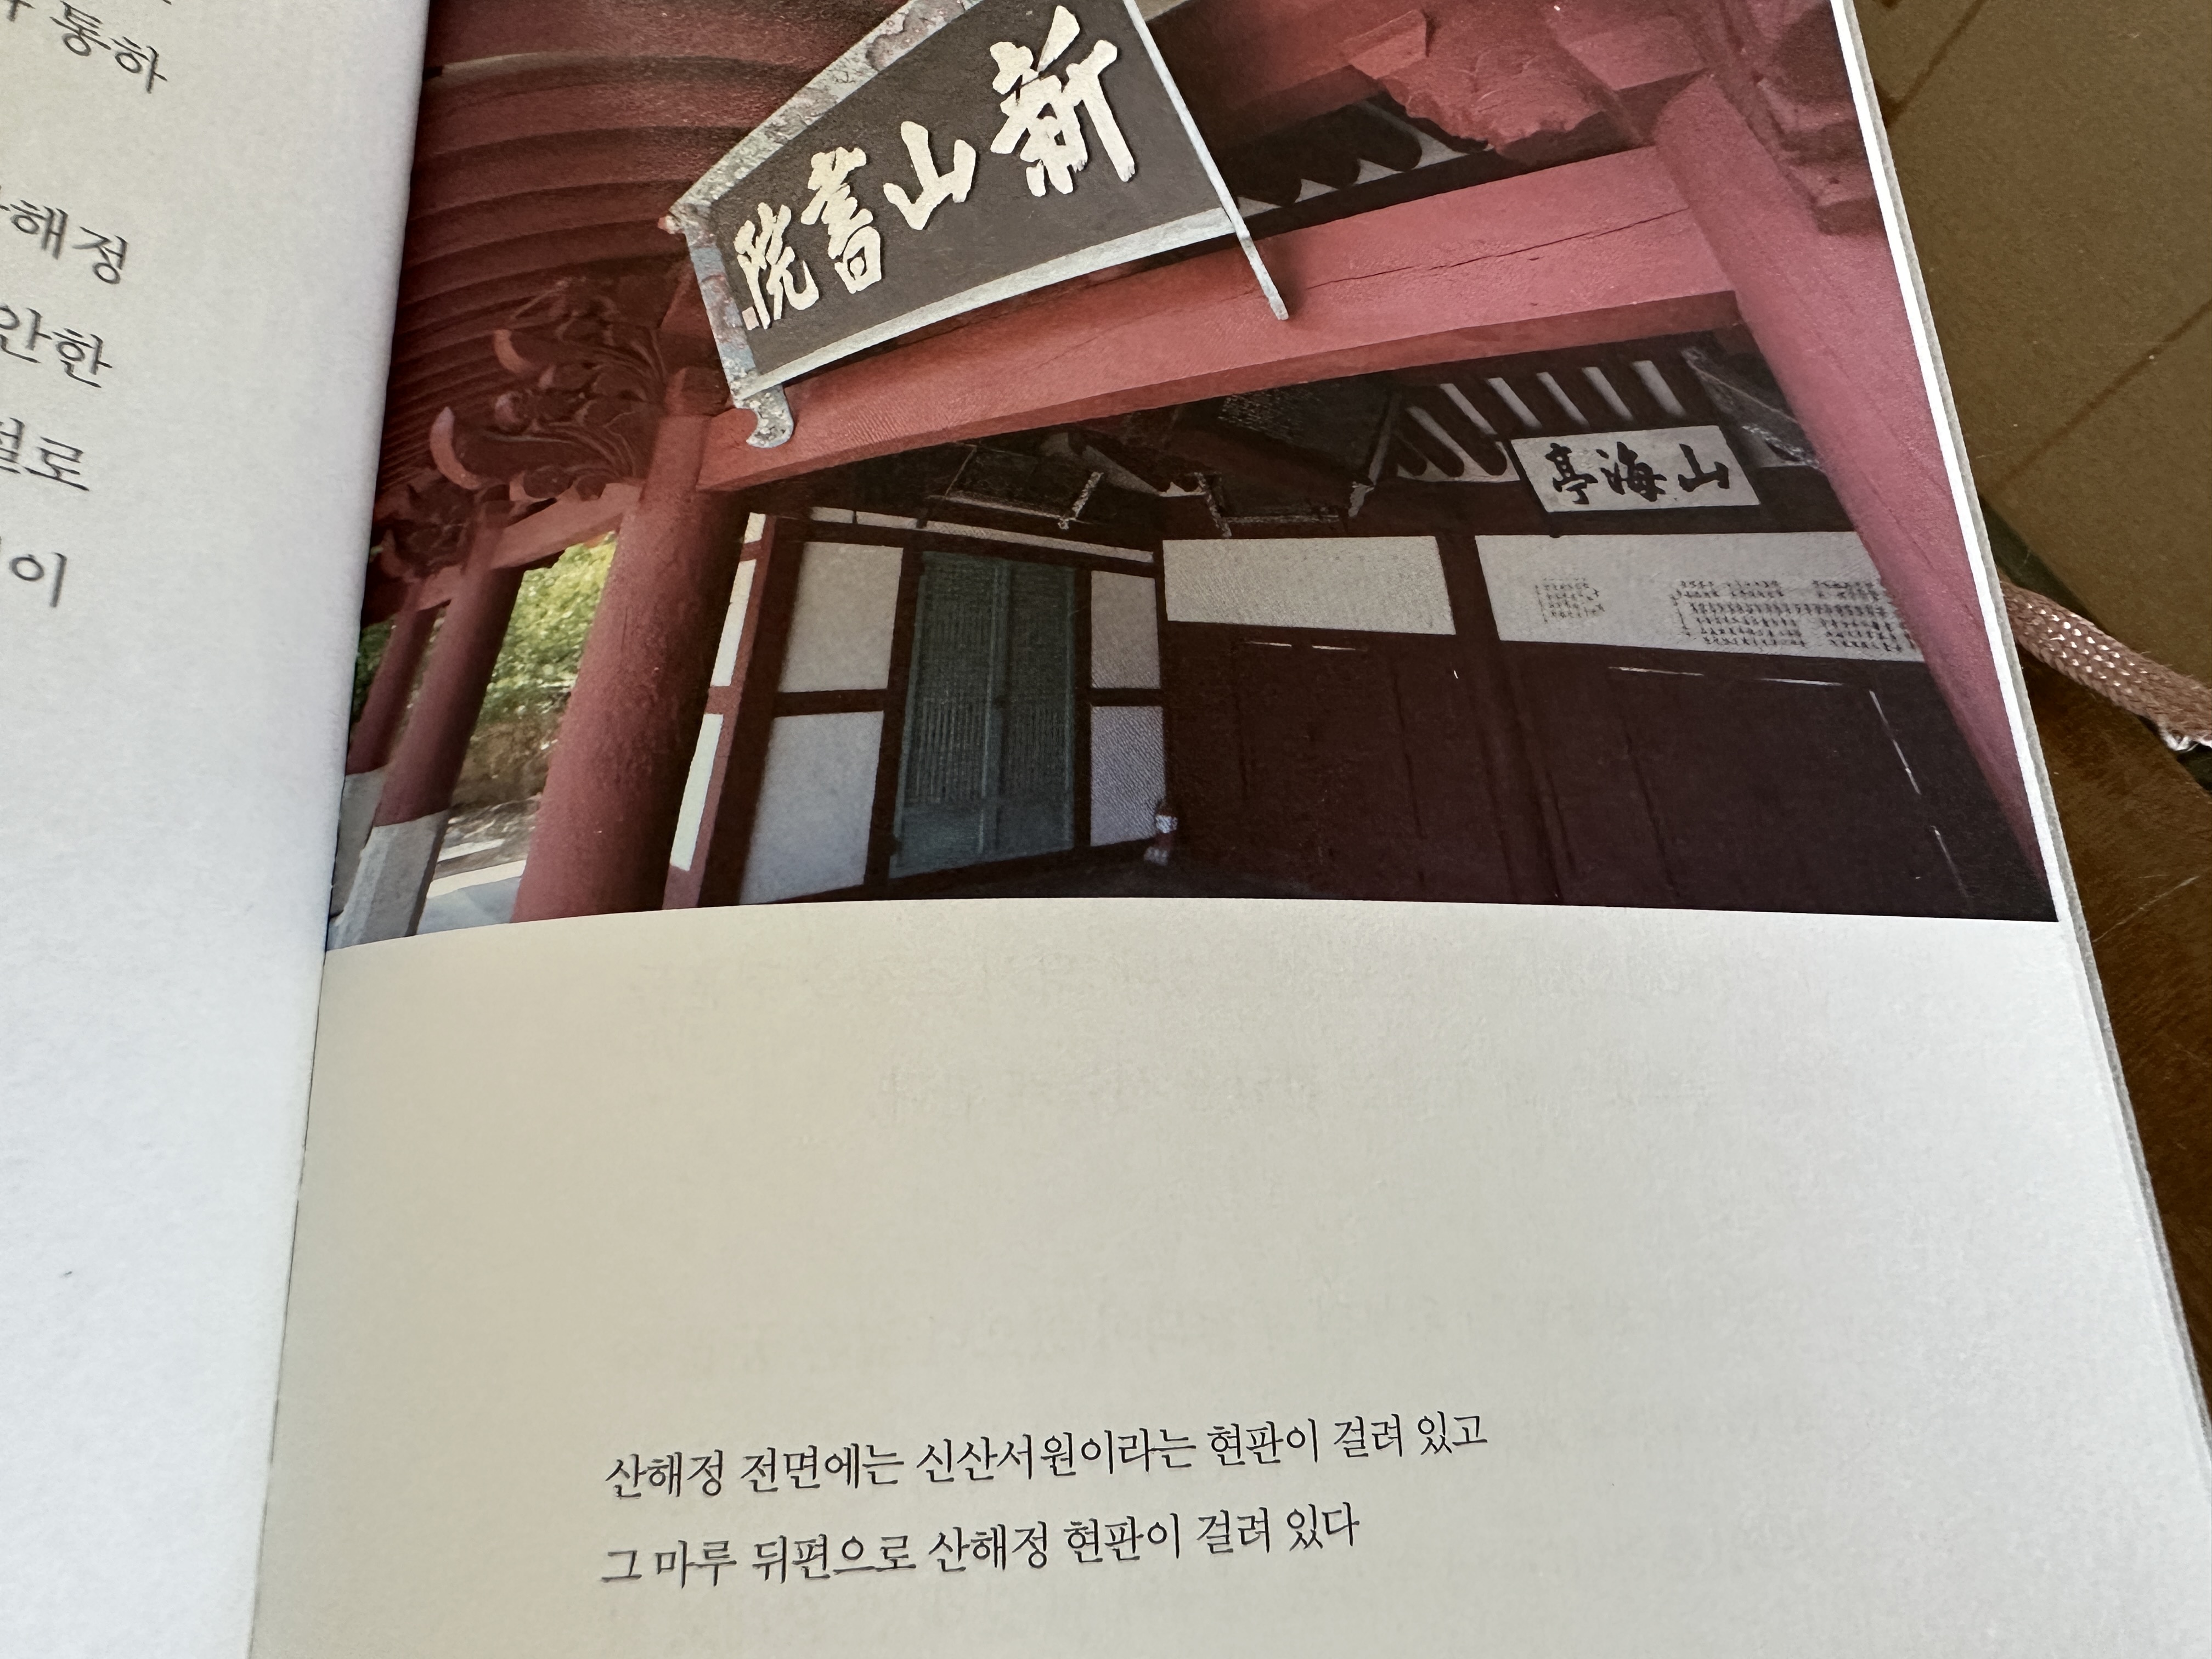 통하
해정
안한
로
이
新山書院
山海亭
산해정 전면에는 신산서원이라는 현판이 걸려 있고
그 마루 뒤편으로 산해정 현판이 걸려 있다